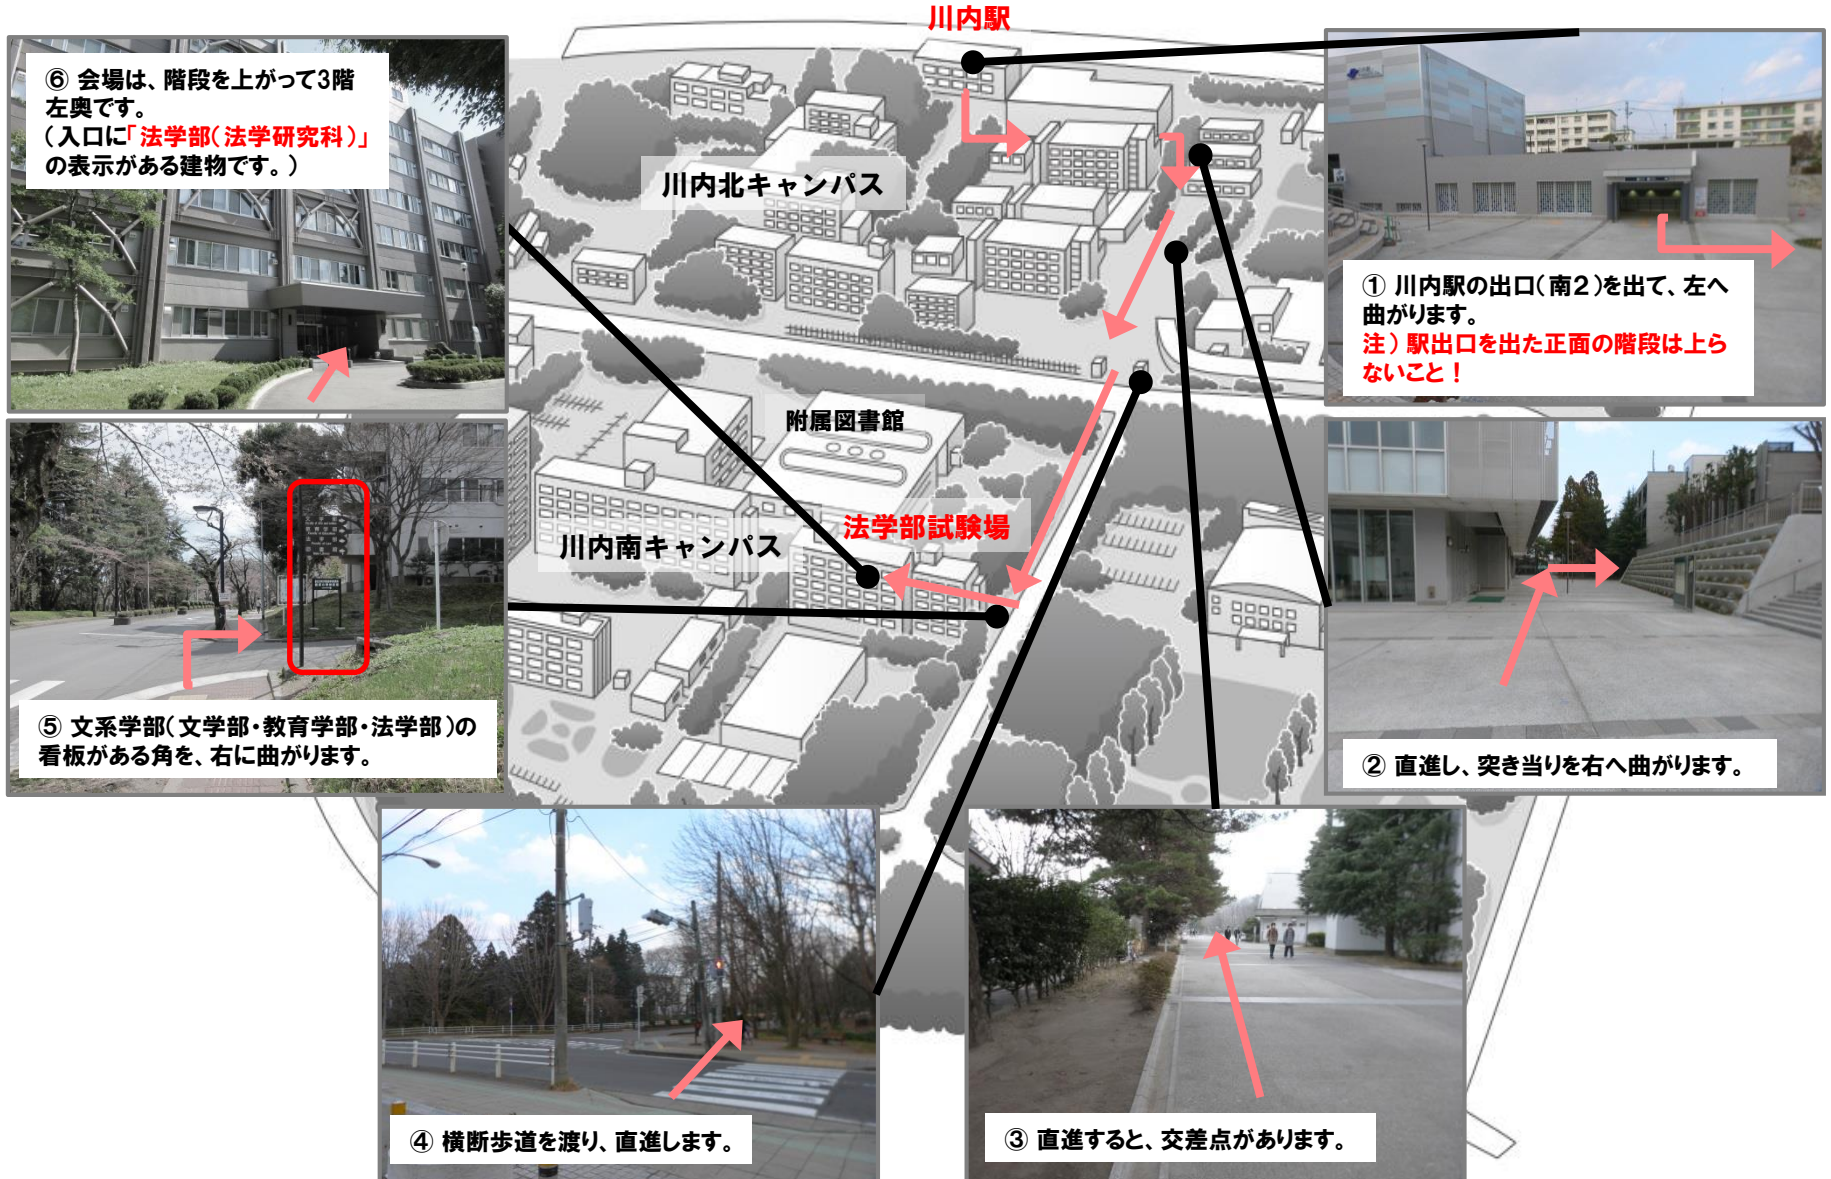 川内駅
① 川内駅の出口(南2)を出て、左へ
曲がります。
注)駅出口を出た正面の階段は上ら
ないこと!
② 直進し、突き当りを右へ曲がります。
③ 直進すると、交差点があります。
④ 横断歩道を渡り、直進します。
⑤ 文系学部(文学部・教育学部・法学部)の
看板がある角を、右に曲がります。
⑥ 会場は、階段を上がって3階
左奥です。
(入口に「法学部(法学研究科)」
の表示がある建物です。)
川内北キャンパス
附属図書館
法学部試験場
川内南キャンパス